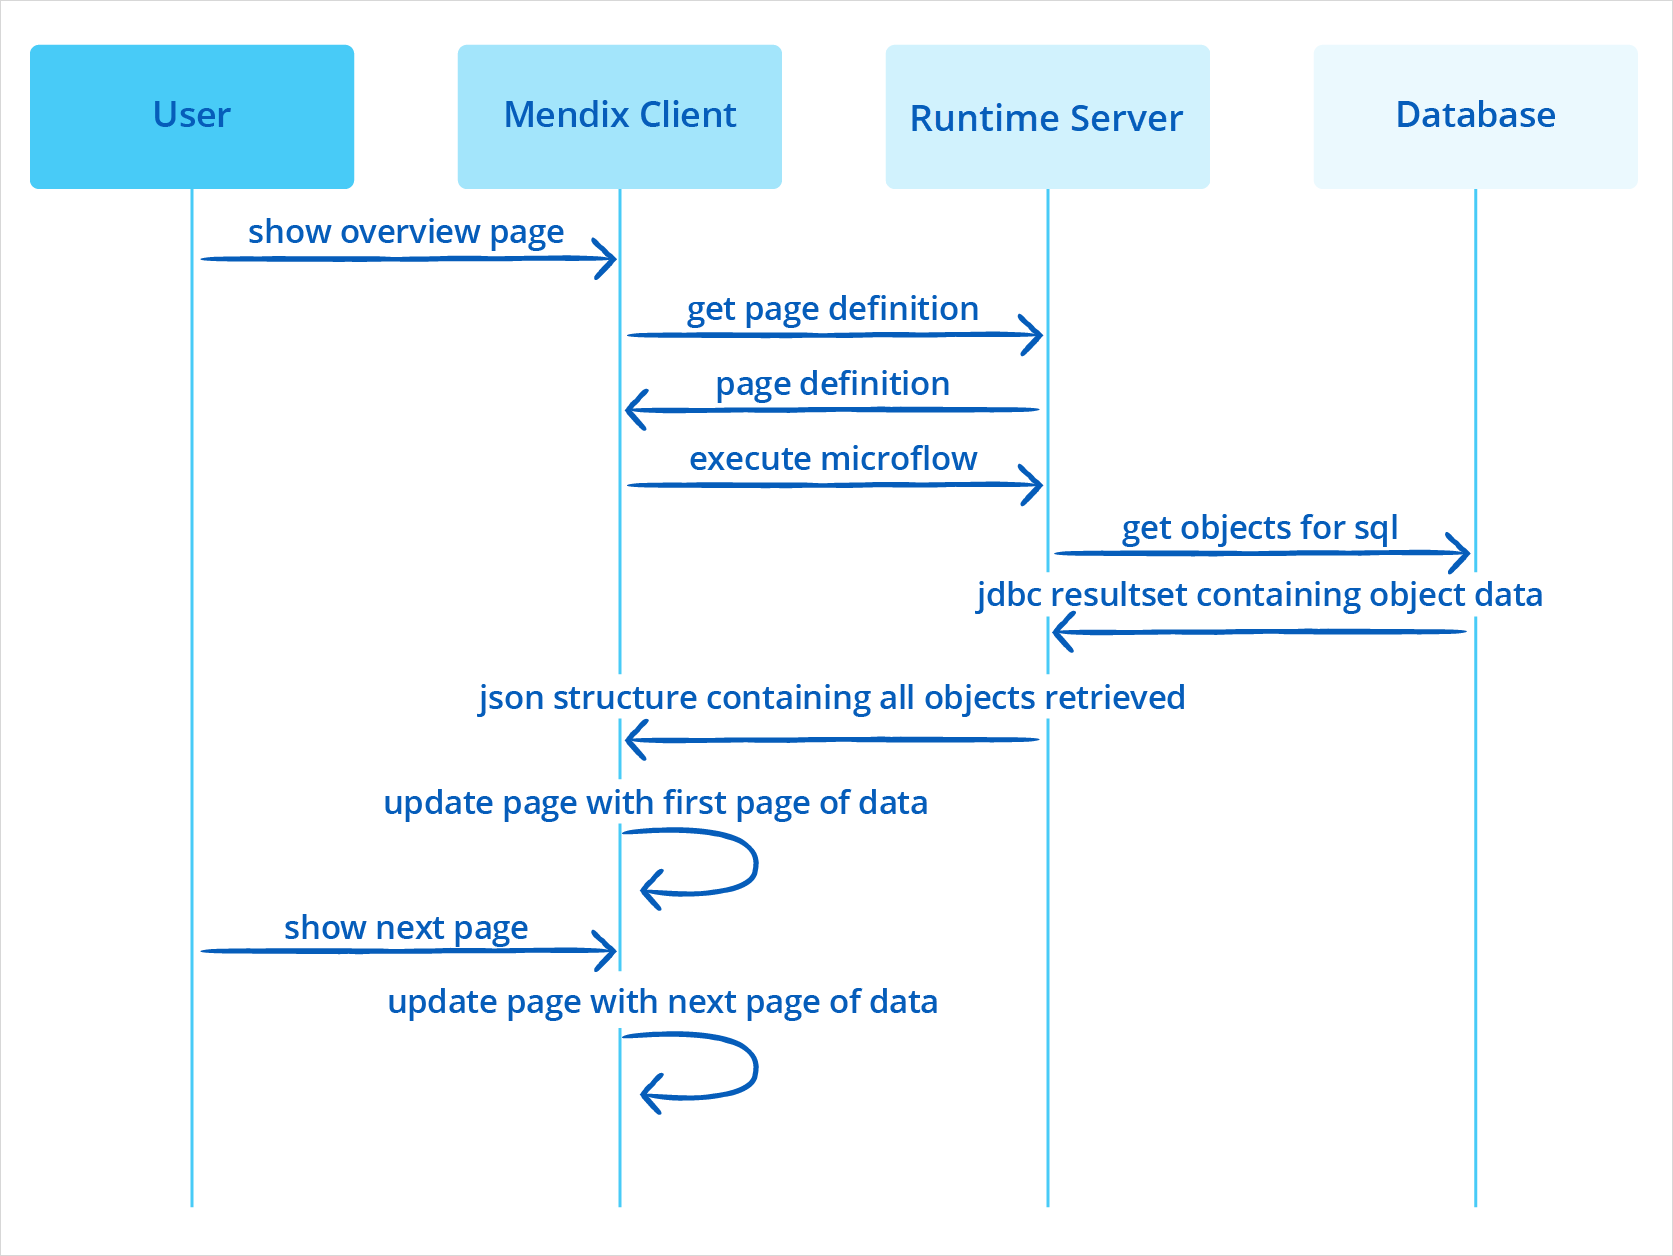 User
Mendix Client
Runtime Server
Database
show overview page
get page definition
page definition
execute microflow
get objects for sql
jdbc resultset containing object data
json structure containing all objects retrieved
update page with first page of data
show next page
update page with next page of data